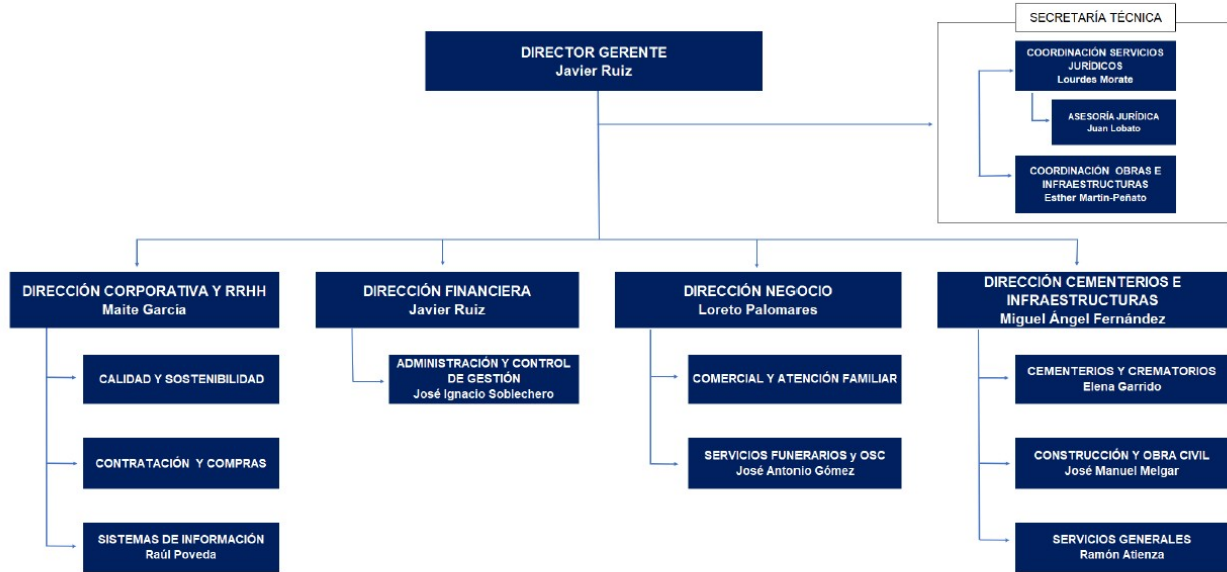 SECRETARÍA TÉCNICA
DIRECTOR GERENTE
Javier Ruiz
COORDINACIÓN SERVICIOS
JURÍDICOS
Lourdes Morate
ASESORÍA JURÍDICA
Juan Lobato
COORDINACIÓN OBRAS E
INFRAESTRUCTURAS
Esther Martín-Peñato
DIRECCIÓN CORPORATIVA Y RRHH
Maite García
CALIDAD Y SOSTENIBILIDAD
CONTRATACIÓN Y COMPRAS
SISTEMAS DE INFORMACIÓN
Raúl Poveda
DIRECCIÓN FINANCIERA
Javier Ruiz
ADMINISTRACIÓN Y CONTROL
DE GESTIÓN
José Ignacio Soblechero
DIRECCIÓN NEGOCIO
Loreto Palomares
COMERCIAL Y ATENCIÓN FAMILIAR
SERVICIOS FUNERARIOS y OSC
José Antonio Gómez
DIRECCIÓN CEMENTERIOS E
INFRAESTRUCTURAS
Miguel Ángel Fernández
CEMENTERIOS Y CREMATORIOS
Elena Garrido
CONSTRUCCIÓN Y OBRA CIVIL
José Manuel Melgar
SERVICIOS GENERALES
Ramón Atienza